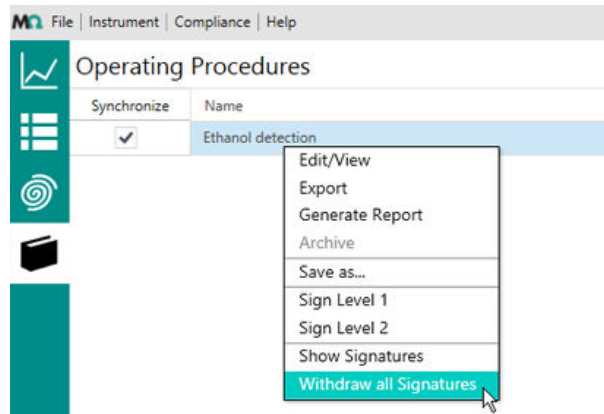 MΩ File | Instrument | Compliance | Help
Operating Procedures
Synchronize Name
Ethanol detection
Edit/View
Export
Generate Report
Archive
Save as...
Sign Level 1
Sign Level 2
Show Signatures
Withdraw all Signatures